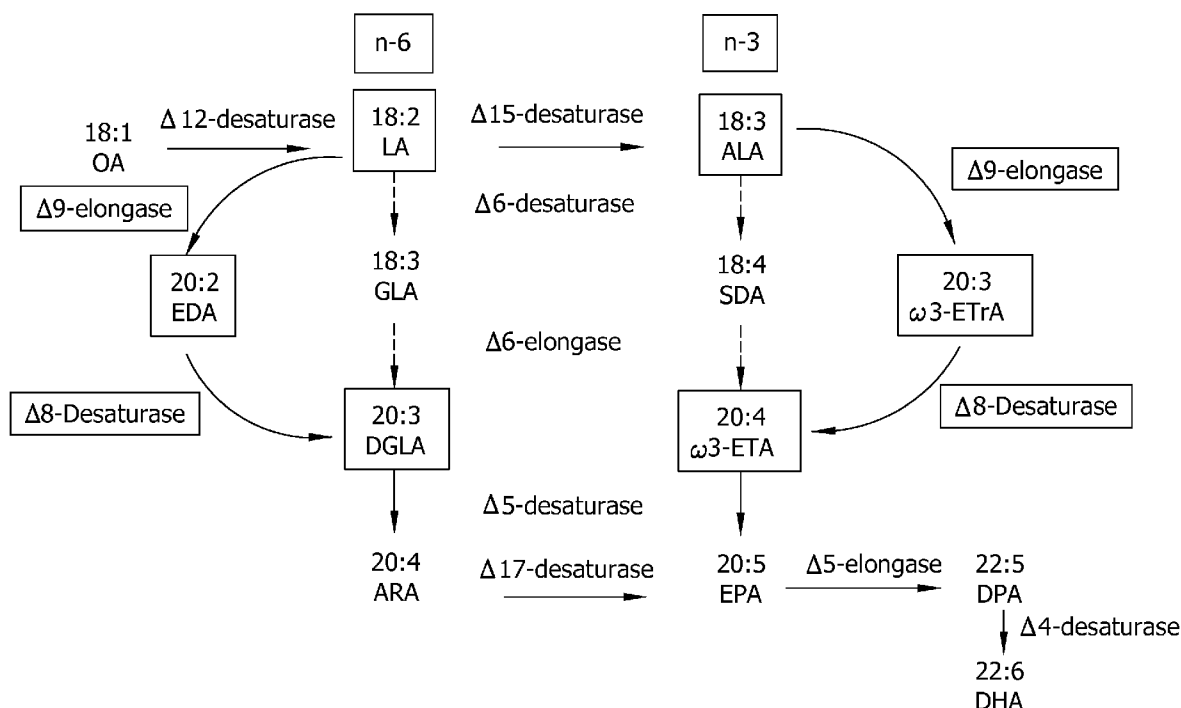 n-6
n-3
Δ12-desaturase
Δ15-desaturase
18:1
OA
18:2
LA
18:3
ALA
Δ9-elongase
Δ9-elongase
Δ6-desaturase
20:2
EDA
18:3
GLA
18:4
SDA
20:3
ω3-ETrA
Δ6-elongase
Δ8-Desaturase
Δ8-Desaturase
20:3
DGLA
20:4
ω3-ETA
Δ5-desaturase
20:4
ARA
Δ17-desaturase
20:5
EPA
Δ5-elongase
22:5
DPA
Δ4-desaturase
22:6
DHA